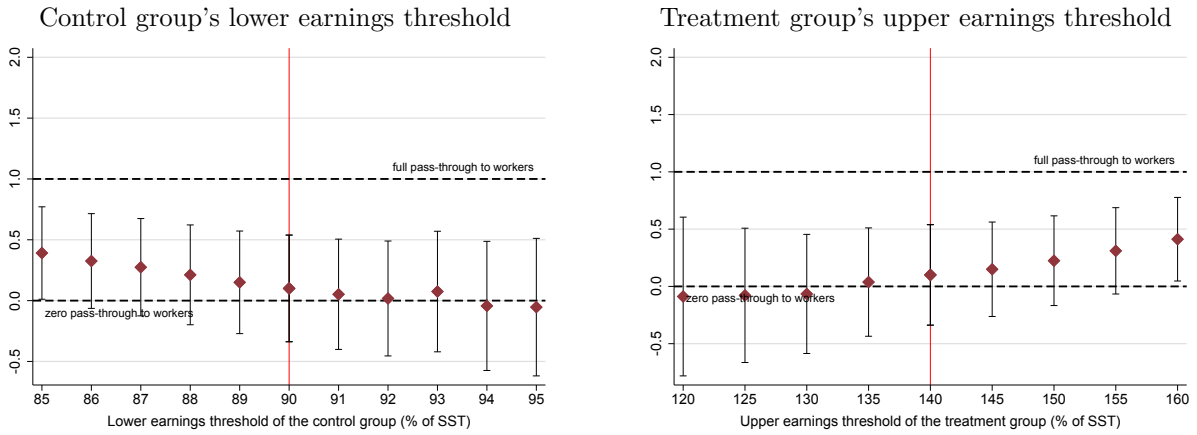 Control group's lower earnings threshold
2.0
1.5
1.0
0.5
0.0
-0.5
full pass-through to workers
zero pass-through to workers
85 86 87 88 89 90 91 92 93 94 95
Lower earnings threshold of the control group (% of SST)
Treatment group's upper earnings threshold
2.0
1.5
1.0
0.5
0.0
-0.5
full pass-through to workers
zero pass-through to workers
120 125 130 135 140 145 150 155 160
Upper earnings threshold of the treatment group (% of SST)